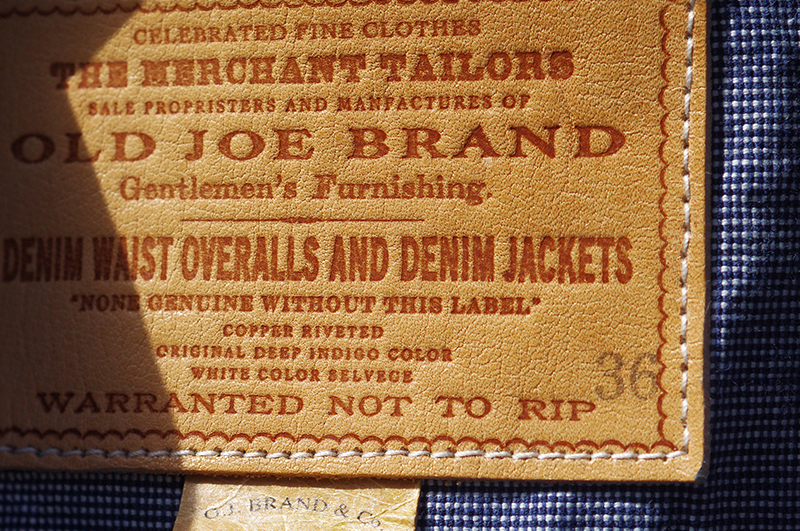 CELEBRATED FINE CLOTHES
THE MERCHANT TAILORS
SALE PROPRISTERS AND MANFACTURES OF
OLD JOE BRAND
Gentlemen's Furnishing.
DENIM WAIST OVERALLS AND DENIM JACKETS
"NONE GENUINE WITHOUT THIS LABEL"
COPPER RIVETED
ORIGINAL DEEP INDIGO COLOR
WHITE COLOR SELVEGE
36
WARRANTED NOT TO RIP
O.J. BRAND & Co.